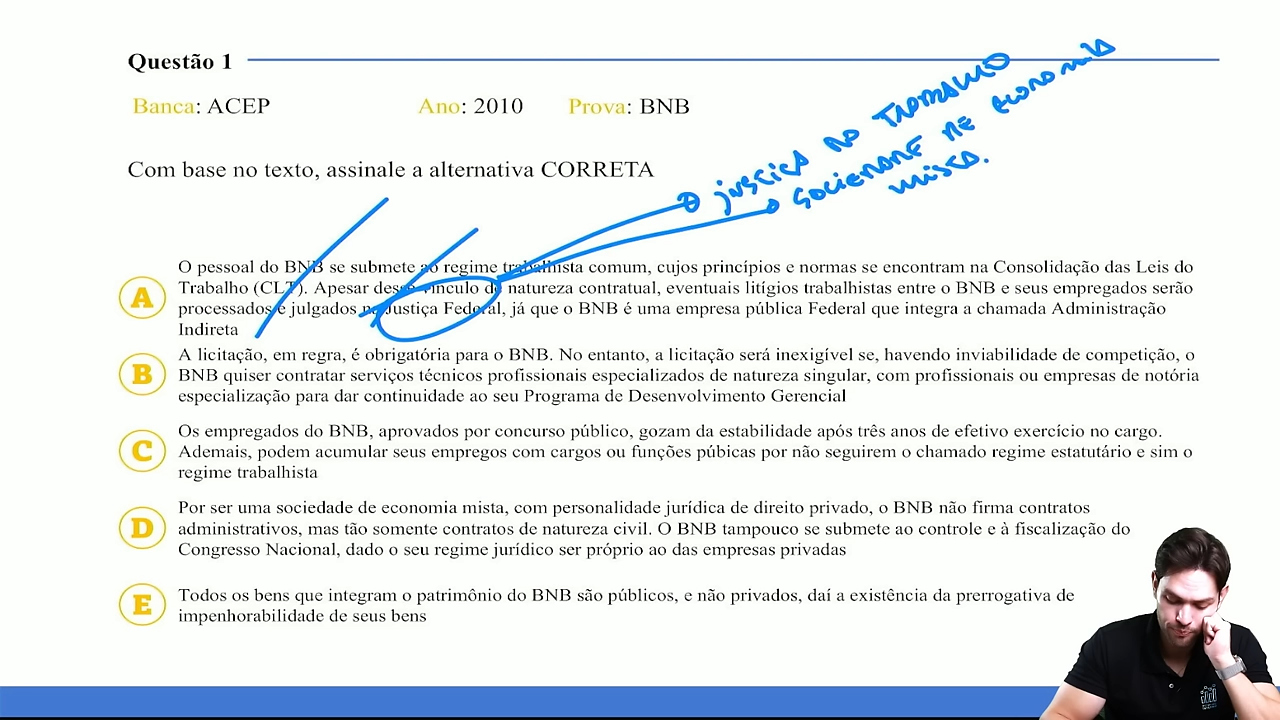 Questão 1
Banca: ACEP Ano: 2010 Prova: BNB
JUSTIÇA DO TRABALHO
SOCIEDADE DE ECONOMIA
MISTA.
Com base no texto, assinale a alternativa CORRETA
A
O pessoal do BNB se submete ao regime trabalhista comum, cujos princípios e normas se encontram na Consolidação das Leis do
Trabalho (CLT). Apesar desse vínculo de natureza contratual, eventuais litígios trabalhistas entre o BNB e seus empregados serão
processados e julgados na Justiça Federal, já que o BNB é uma empresa pública Federal que integra a chamada Administração
Indireta
B
A licitação, em regra, é obrigatória para o BNB. No entanto, a licitação será inexigível se, havendo inviabilidade de competição, o
BNB quiser contratar serviços técnicos profissionais especializados de natureza singular, com profissionais ou empresas de notória
especialização para dar continuidade ao seu Programa de Desenvolvimento Gerencial
C
Os empregados do BNB, aprovados por concurso público, gozam da estabilidade após três anos de efetivo exercício no cargo.
Ademais, podem acumular seus empregos com cargos ou funções púbicas por não seguirem o chamado regime estatutário e sim o
regime trabalhista
D
Por ser uma sociedade de economia mista, com personalidade jurídica de direito privado, o BNB não firma contratos
administrativos, mas tão somente contratos de natureza civil. O BNB tampouco se submete ao controle e à fiscalização do
Congresso Nacional, dado o seu regime jurídico ser próprio ao das empresas privadas
E
Todos os bens que integram o patrimônio do BNB são públicos, e não privados, daí a existência da prerrogativa de
impenhorabilidade de seus bens